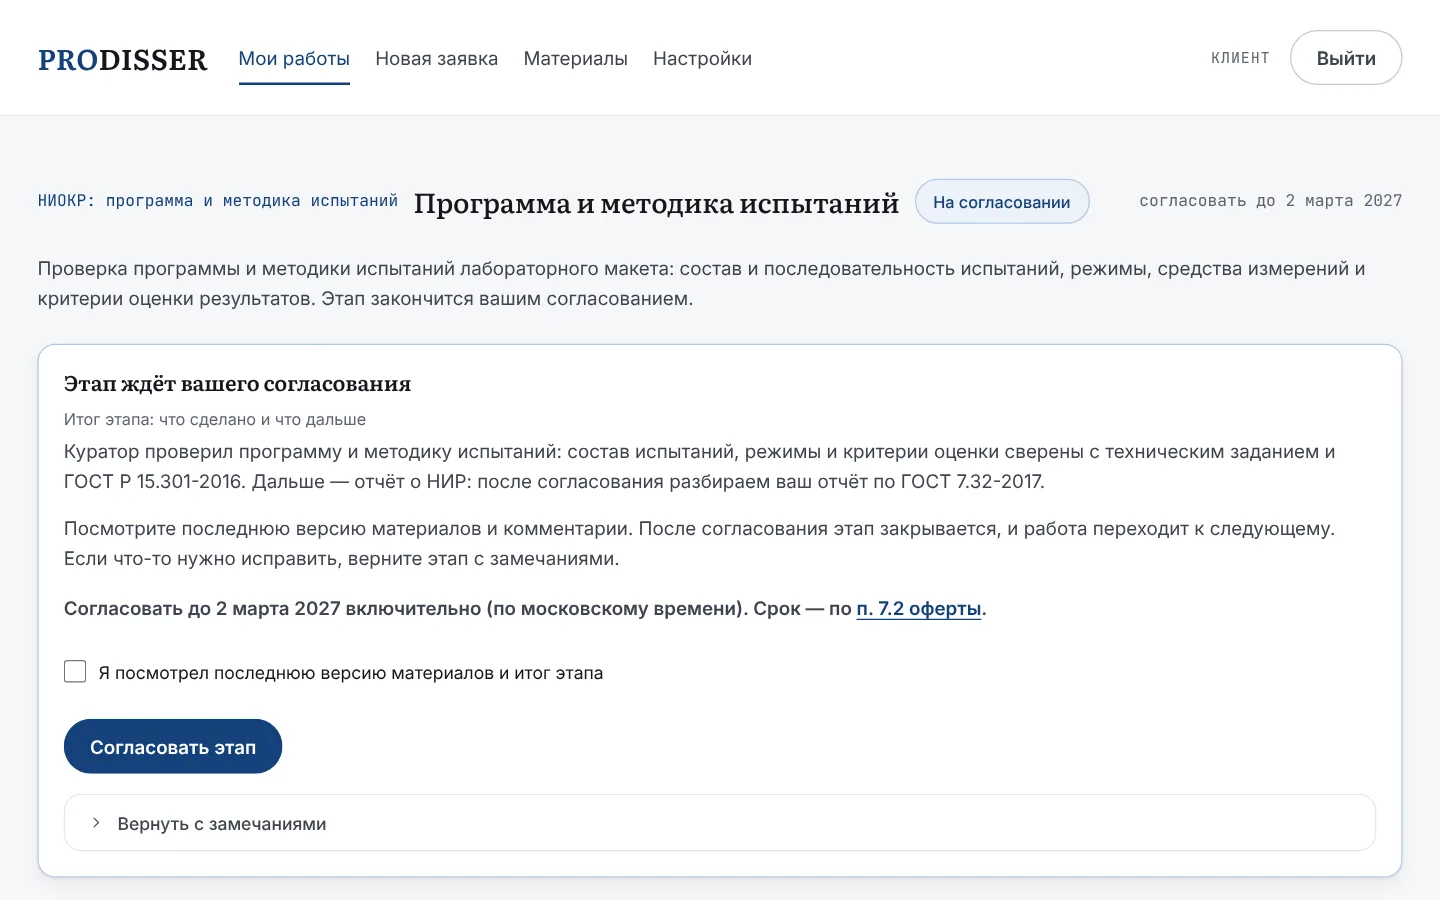 PRODISSER Мои работы Новая заявка Материалы Настройки КЛИЕНТ Выйти
НИОКР: программа и методика испытаний Программа и методика испытаний На согласовании согласовать до 2 марта 2027
Проверка программы и методики испытаний лабораторного макета: состав и последовательность испытаний, режимы, средства измерений и
критерии оценки результатов. Этап закончится вашим согласованием.
Этап ждёт вашего согласования
Итог этапа: что сделано и что дальше
Куратор проверил программу и методику испытаний: состав испытаний, режимы и критерии оценки сверены с техническим заданием и
ГОСТ Р 15.301-2016. Дальше — отчёт о НИР: после согласования разбираем ваш отчёт по ГОСТ 7.32-2017.
Посмотрите последнюю версию материалов и комментарии. После согласования этап закрывается, и работа переходит к следующему.
Если что-то нужно исправить, верните этап с замечаниями.
Согласовать до 2 марта 2027 включительно (по московскому времени). Срок — по п. 7.2 оферты.
Я посмотрел последнюю версию материалов и итог этапа
Согласовать этап
Вернуть с замечаниями